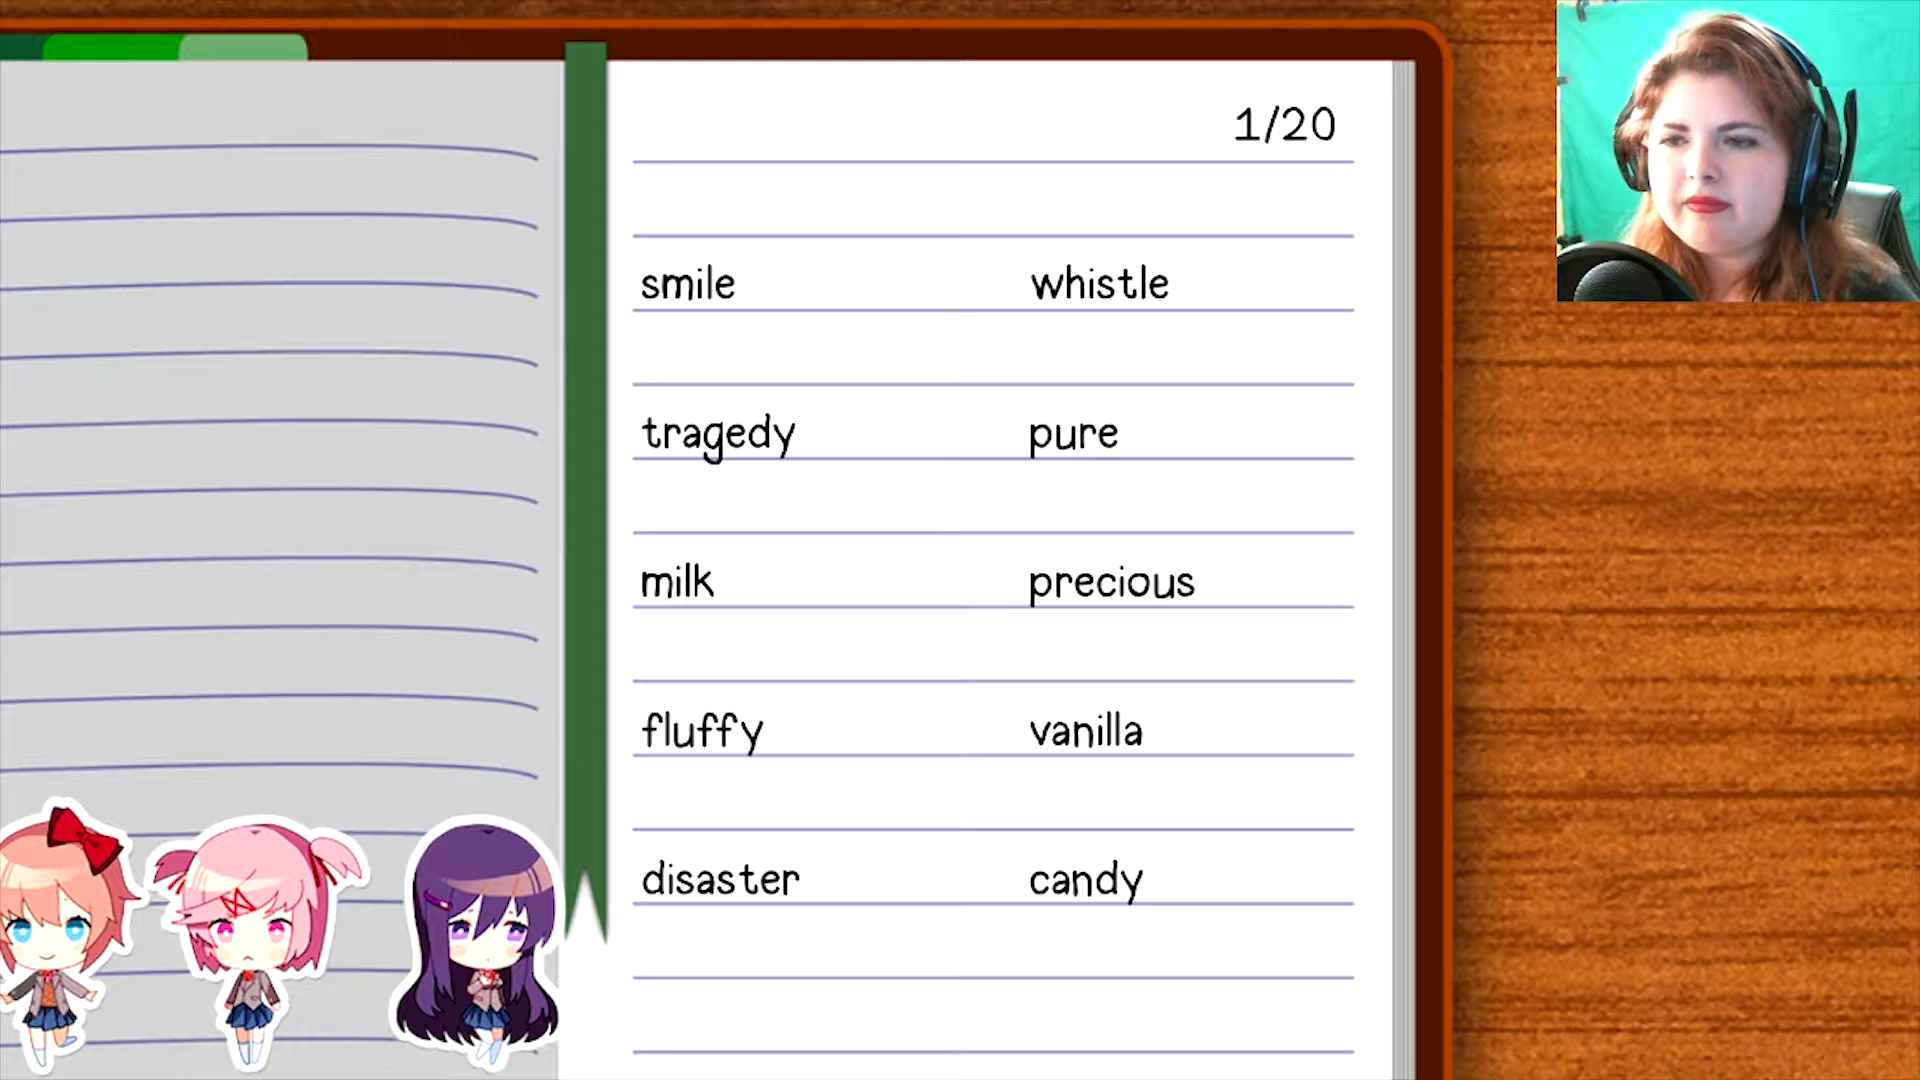 1/20
smile whistle
tragedy pure
milk precious
fluffy vanilla
disaster candy